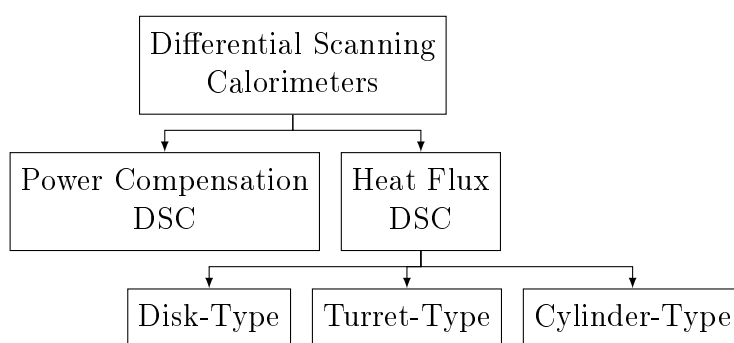 Differential Scanning
Calorimeters
Power Compensation
DSC
Heat Flux
DSC
Disk-Type
Turret-Type
Cylinder-Type